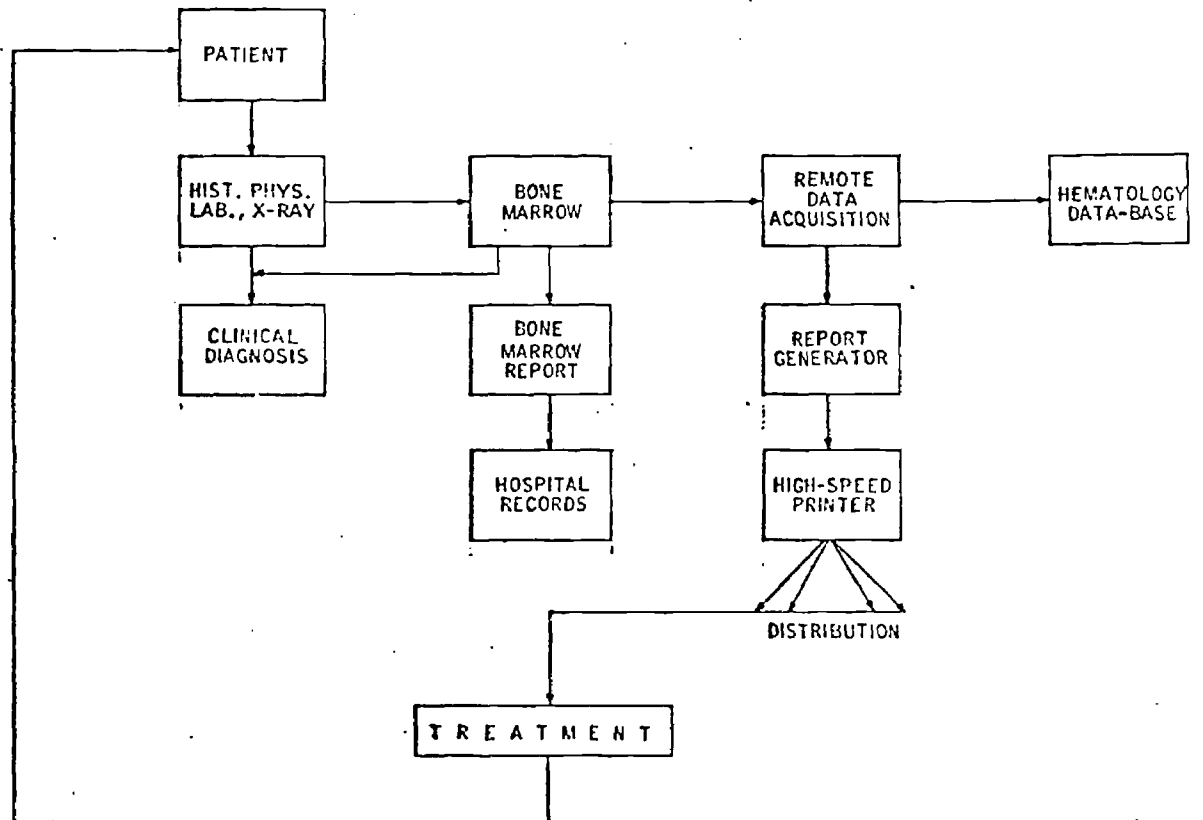 PATIENT
HIST. PHYS.
LAB., X-RAY
BONE
MARROW
REMOTE
DATA
ACQUISITION
HEMATOLOGY
DATA-BASE
CLINICAL
DIAGNOSIS
BONE
MARROW
REPORT
REPORT
GENERATOR
HOSPITAL
RECORDS
HIGH-SPEED
PRINTER
DISTRIBUTION
TREATMENT